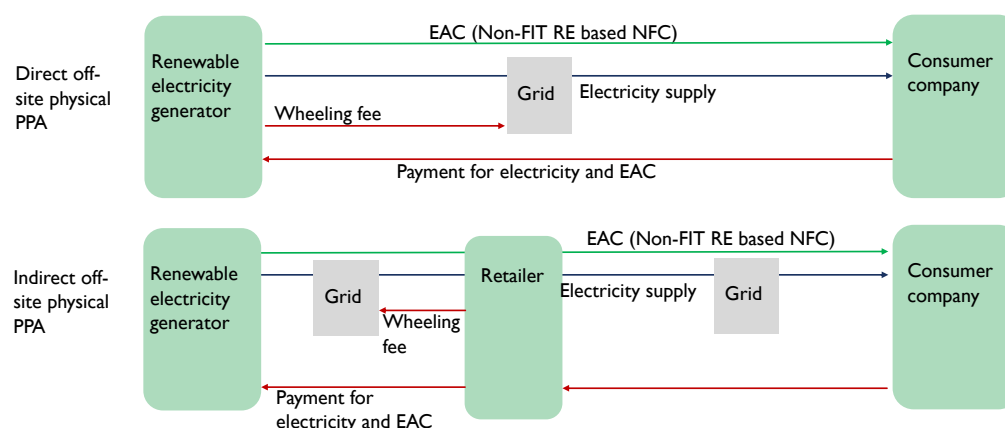 Direct off-
site physical
PPA
Renewable
electricity
generator
EAC (Non-FIT RE based NFC)
Grid
Electricity supply
Wheeling fee
Payment for electricity and EAC
Consumer
company
Indirect off-
site physical
PPA
Renewable
electricity
generator
Grid
Wheeling
fee
Payment for
electricity and EAC
Retailer
EAC (Non-FIT RE based NFC)
Electricity supply
Grid
Consumer
company